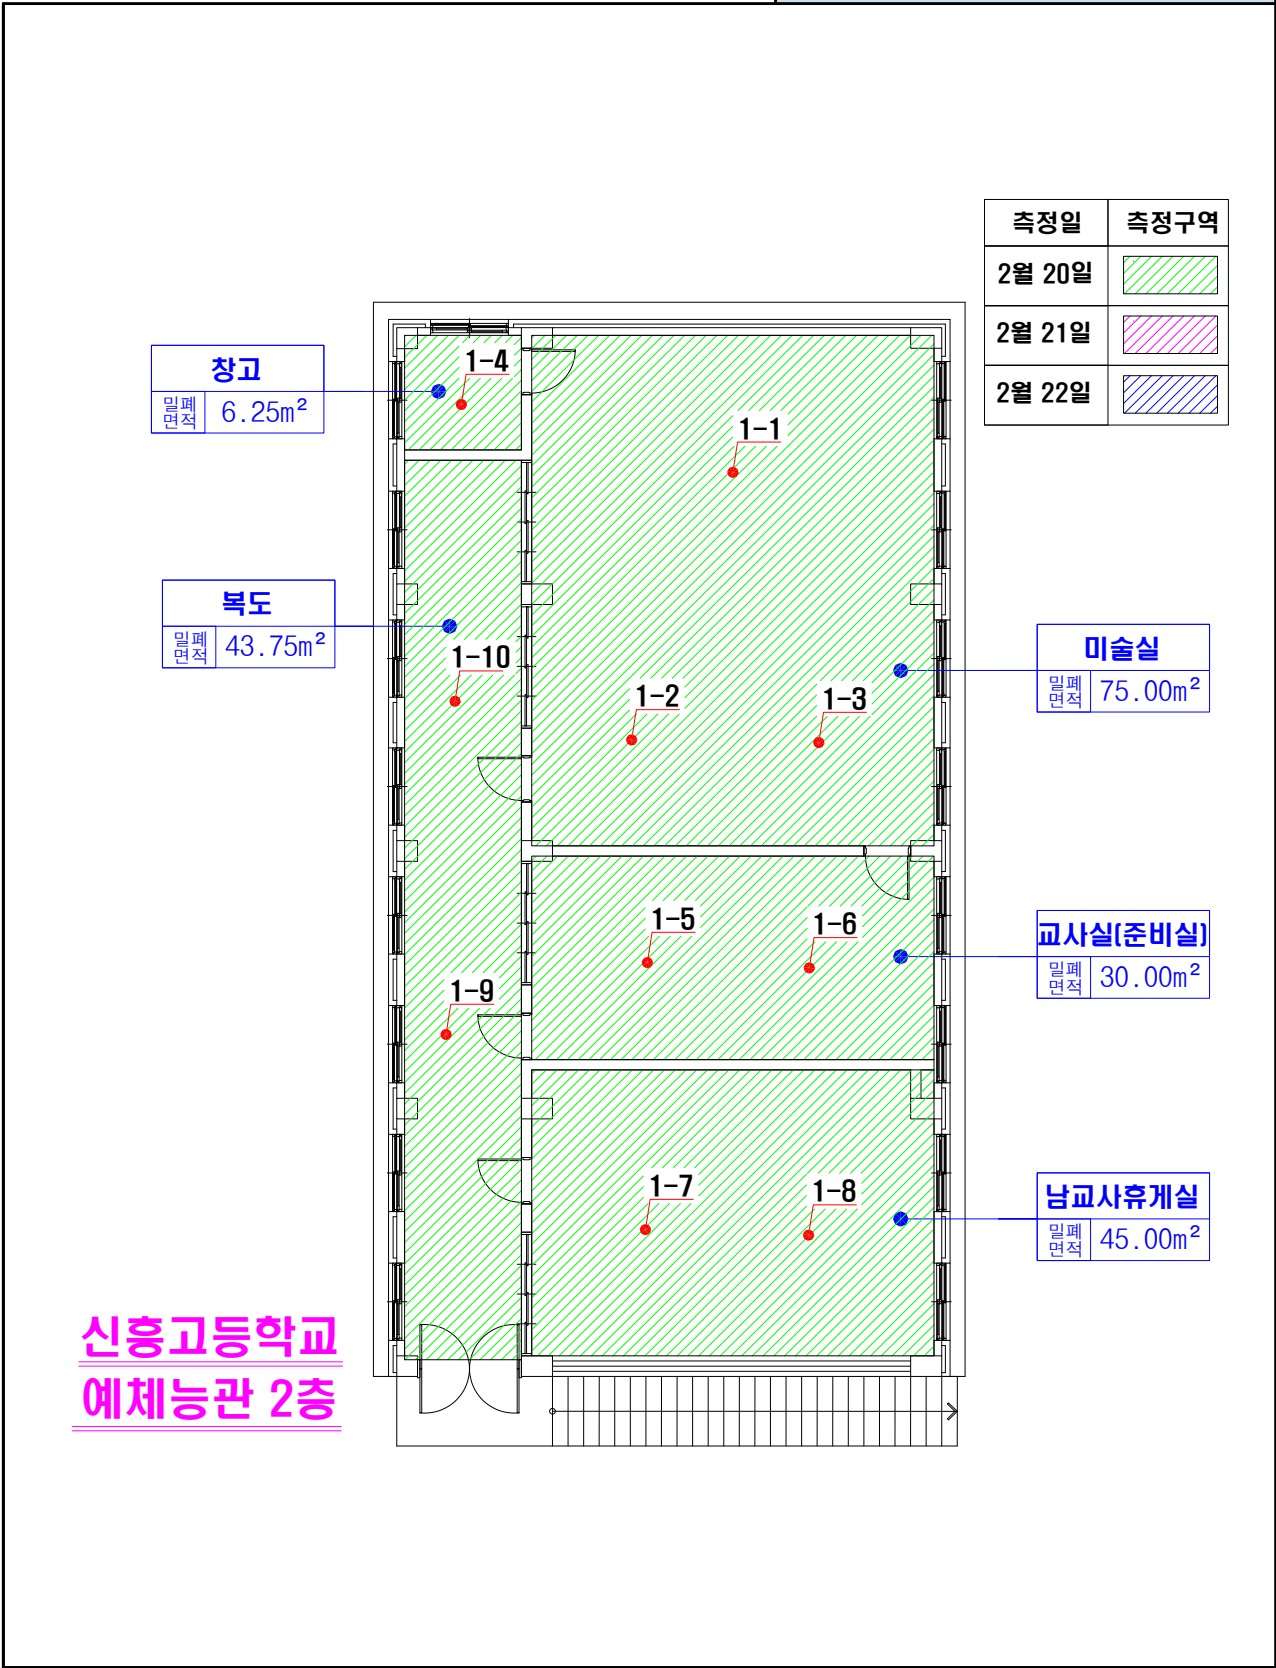 측정일 측정구역
2월 20일
2월 21일
2월 22일
창고
밀폐
면적 6.25m²
1-4
1-1
복도
밀폐
면적 43.75m²
1-10
1-2
1-3
미술실
밀폐
면적 75.00m²
1-5
1-6
교사실(준비실)
밀폐
면적 30.00m²
1-9
1-7
1-8
남교사휴게실
밀폐
면적 45.00m²
신흥고등학교
예체능관 2층